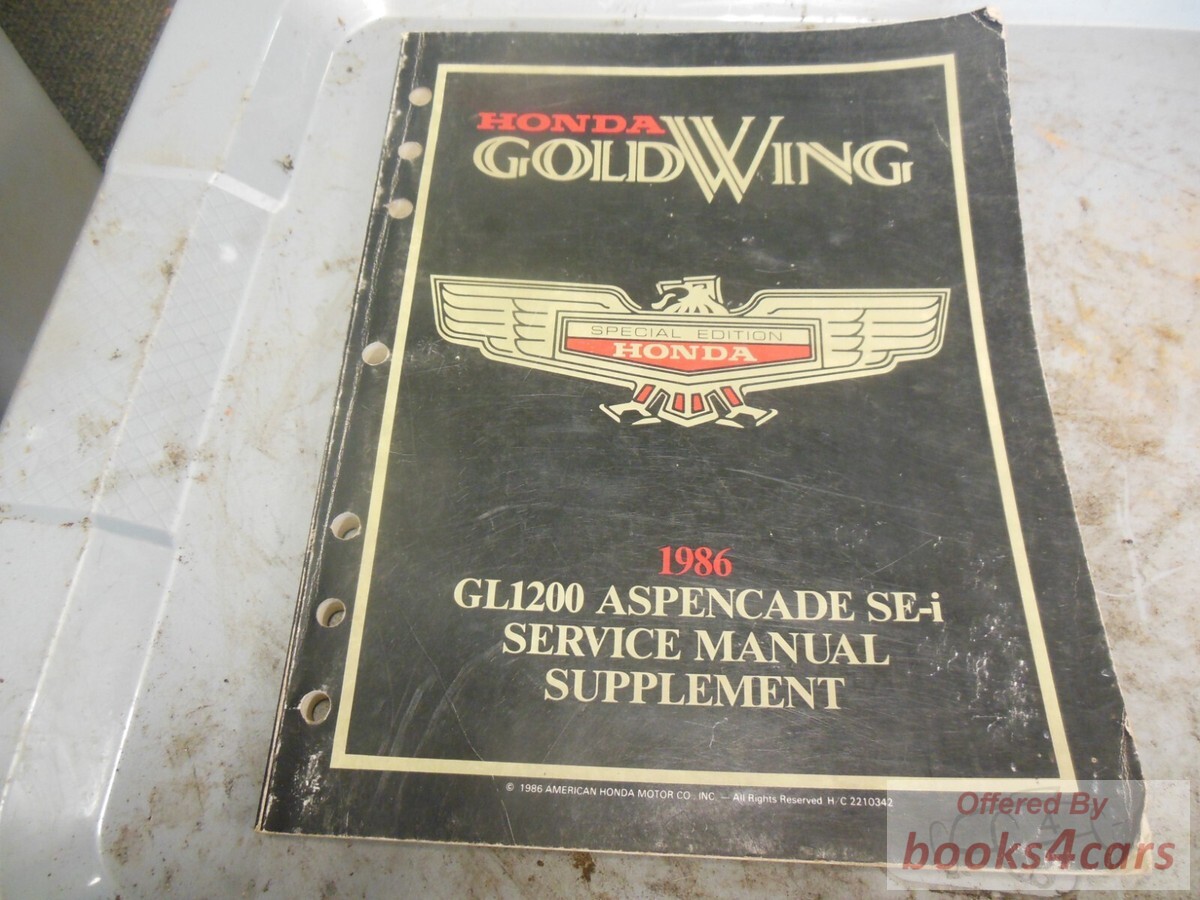 HONDA
GOLDWING
SPECIAL EDITION
HONDA
1986
GL1200 ASPENCADE SE-i
SERVICE MANUAL
SUPPLEMENT
© 1986 AMERICAN HONDA MOTOR CO., INC. — All Rights Reserved H/C 2210342
Offered By
books4cars